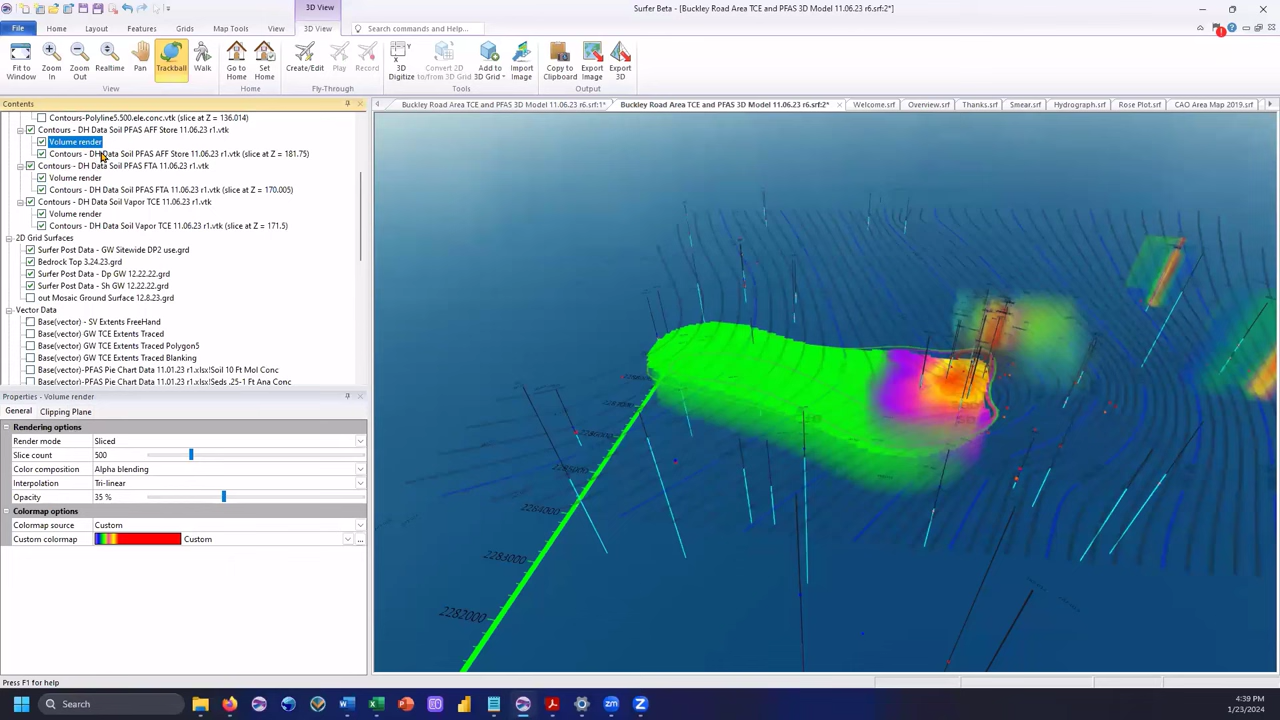 3D View
Surfer Beta - [Buckley Road Area TCE and PFAS 3D Model 11.06.23 r6.srf:2*]
File Home Layout Features Grids Map Tools View 3D View Search commands and Help...
Fit to Window
Zoom In
Zoom Out
Realtime
Pan
Trackball
Walk
Go to Home
Set Home
Create/Edit
Play
Record
3D Digitize
Convert 2D to/from 3D Grid
Add to 3D Grid
Import Image
Copy to Clipboard
Export Image
Export 3D
View Home Fly-Through Tools Output
Contents
Buckley Road Area TCE and PFAS 3D Model 11.06.23 r6.srf:1* Buckley Road Area TCE and PFAS 3D Model 11.06.23 r6.srf:2* Welcome.srf Overview.srf Thanks.srf Smear.srf Hydrograph.srf Rose Plot.srf CAO Area Map 2019.srf
Contours-Polyline5.500.ele.conc.vtk (slice at Z = 136.014)
Contours - DH Data Soil PFAS AFF Store 11.06.23 r1.vtk
Volume render
Contours - DH Data Soil PFAS AFF Store 11.06.23 r1.vtk (slice at Z = 181.75)
Contours - DH Data Soil PFAS FTA 11.06.23 r1.vtk
Volume render
Contours - DH Data Soil PFAS FTA 11.06.23 r1.vtk (slice at Z = 170.005)
Contours - DH Data Soil Vapor TCE 11.06.23 r1.vtk
Volume render
Contours - DH Data Soil Vapor TCE 11.06.23 r1.vtk (slice at Z = 171.5)
2D Grid Surfaces
Surfer Post Data - GW Sitewide DP2 use.grd
Bedrock Top 3.24.23.grd
Surfer Post Data - Dp GW 12.22.22.grd
Surfer Post Data - Sh GW 12.22.22.grd
out Mosaic Ground Surface 12.8.23.grd
Vector Data
Base(vector) - SV Extents FreeHand
Base(vector) GW TCE Extents Traced
Base(vector) GW TCE Extents Traced Polygon5
Base(vector) GW TCE Extents Traced Blanking
Base(vector)-PFAS Pie Chart Data 11.01.23 r1.xlsx!Soil 10 Ft Mol Conc
Base(vector)-PFAS Pie Chart Data 11.01.23 r1.xlsx!Seds .25-1 Ft Ana Conc
Properties - Volume render
General Clipping Plane
Rendering options
Render mode Sliced
Slice count 500
Color composition Alpha blending
Interpolation Tri-linear
Opacity 35 %
Colormap options
Colormap source Custom
Custom colormap Custom ...
2284000
2283000
2282000
Press F1 for help
Search
4:39 PM
1/23/2024